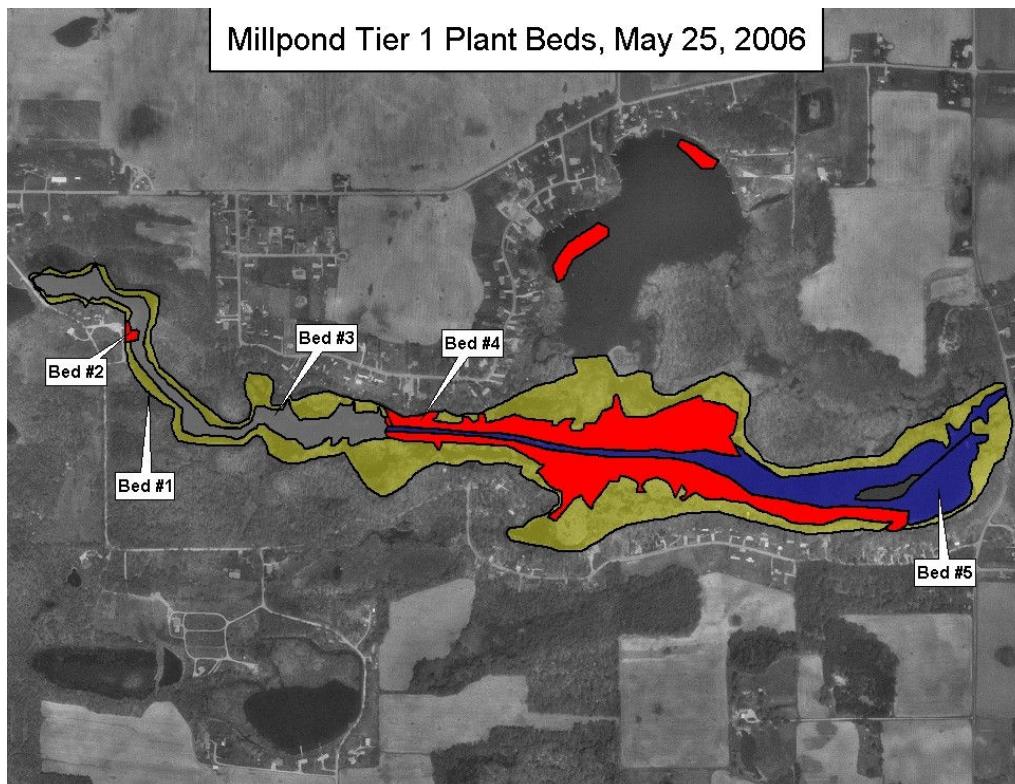 Millpond Tier 1 Plant Beds, May 25, 2006
Bed #3
Bed #4
Bed #2
Bed #1
Bed #5